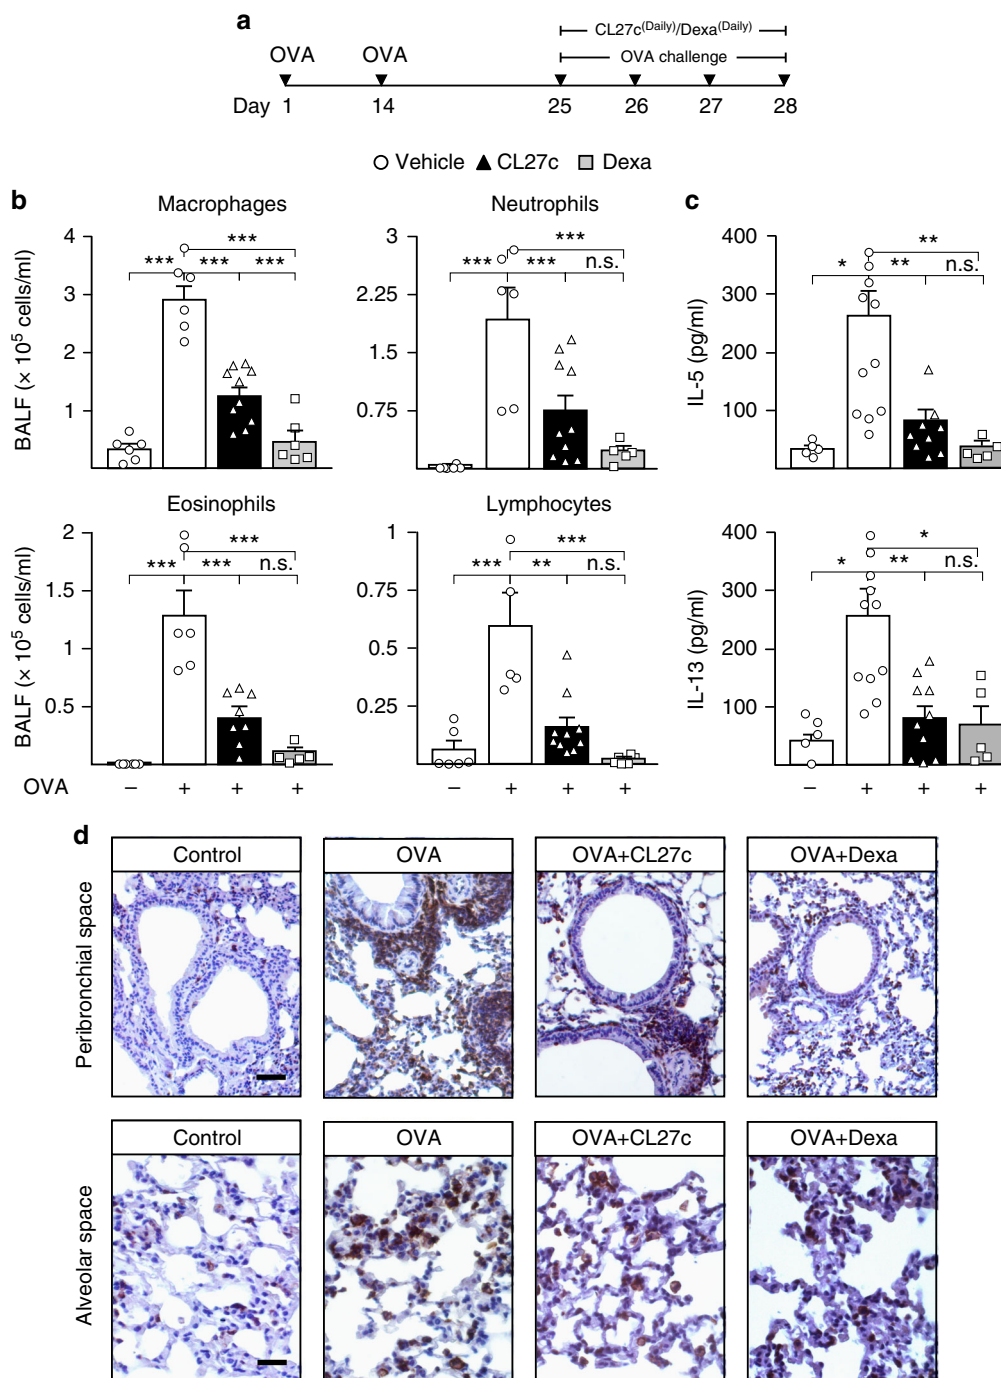 a
CL27c(Daily)/Dexa(Daily)
OVA OVA OVA challenge
Day 1 14 25 26 27 28
Vehicle CL27c Dexa
b
Macrophages
BALF (× 10⁵ cells/ml)
4
3
2
1
*** *** ***
***
Neutrophils
3
2.25
1.5
0.75
***
*** *** n.s.
c
IL-5 (pg/ml)
400
300
200
100
**
* ** n.s.
Eosinophils
BALF (× 10⁵ cells/ml)
2
1.5
1
0.5
***
*** *** n.s.
Lymphocytes
1
0.75
0.5
0.25
***
*** ** n.s.
IL-13 (pg/ml)
400
300
200
100
*
* ** n.s.
OVA – + + + – + + + – + + +
d
Control OVA OVA+CL27c OVA+Dexa
Peribronchial space
Control OVA OVA+CL27c OVA+Dexa
Alveolar space